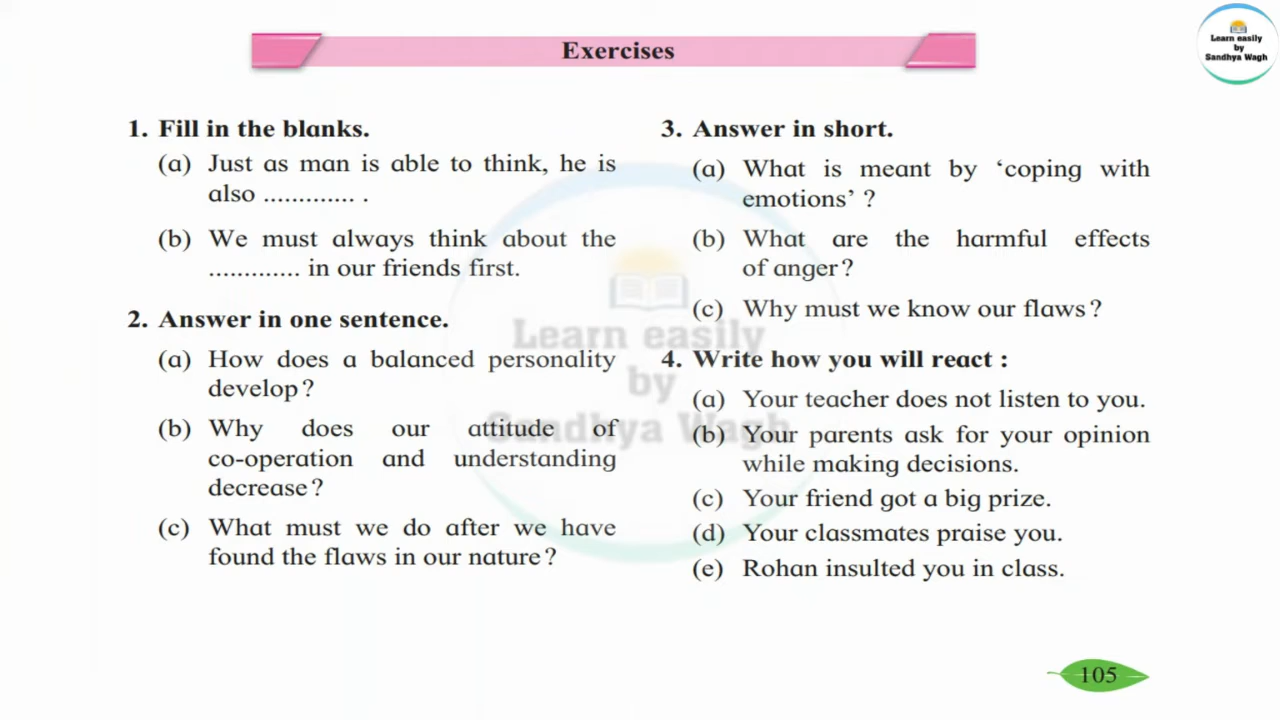 Exercises
Learn easily
by
Sandhya Wagh
1. Fill in the blanks.
(a) Just as man is able to think, he is
also ............. .
(b) We must always think about the
............. in our friends first.
2. Answer in one sentence.
(a) How does a balanced personality
develop?
(b) Why does our attitude of
co-operation and understanding
decrease?
(c) What must we do after we have
found the flaws in our nature?
3. Answer in short.
(a) What is meant by ‘coping with
emotions’ ?
(b) What are the harmful effects
of anger?
(c) Why must we know our flaws?
4. Write how you will react :
(a) Your teacher does not listen to you.
(b) Your parents ask for your opinion
while making decisions.
(c) Your friend got a big prize.
(d) Your classmates praise you.
(e) Rohan insulted you in class.
Learn easily
by
Sandhya Wagh
105